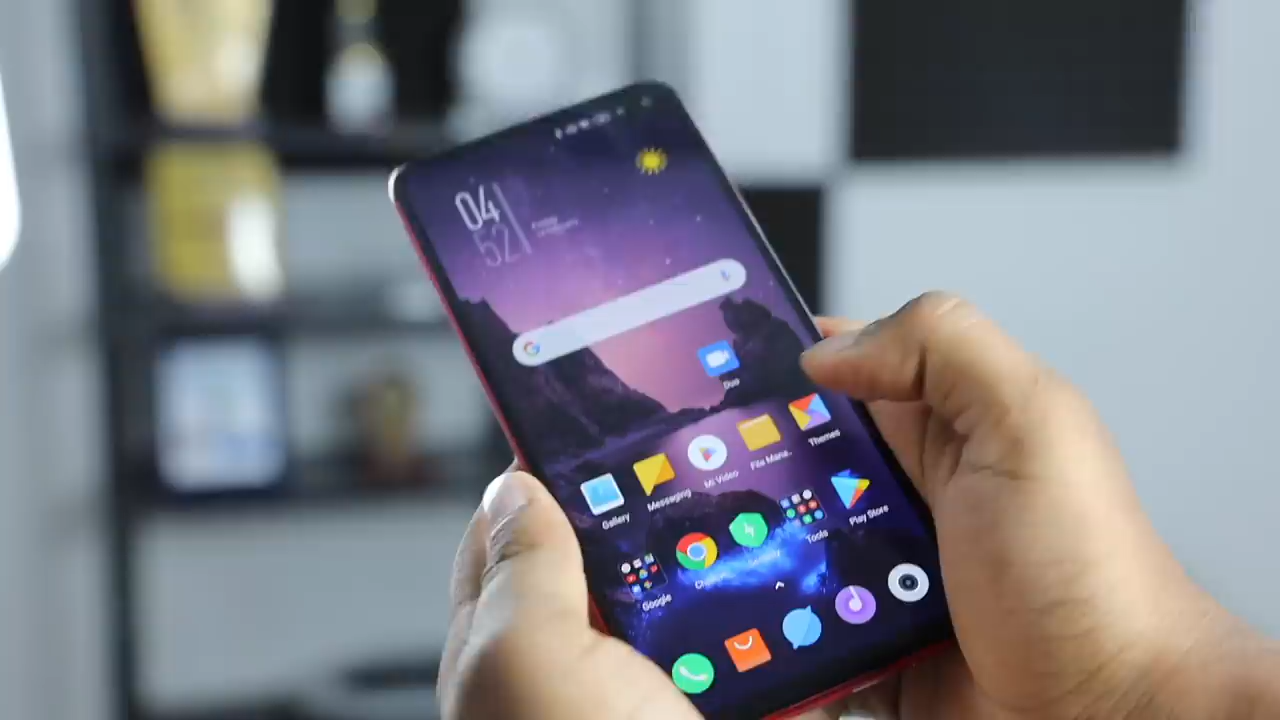 04
52
Duo
Gallery
Messaging
Mi Video
File Mana..
Themes
Google
Tools
Play Store